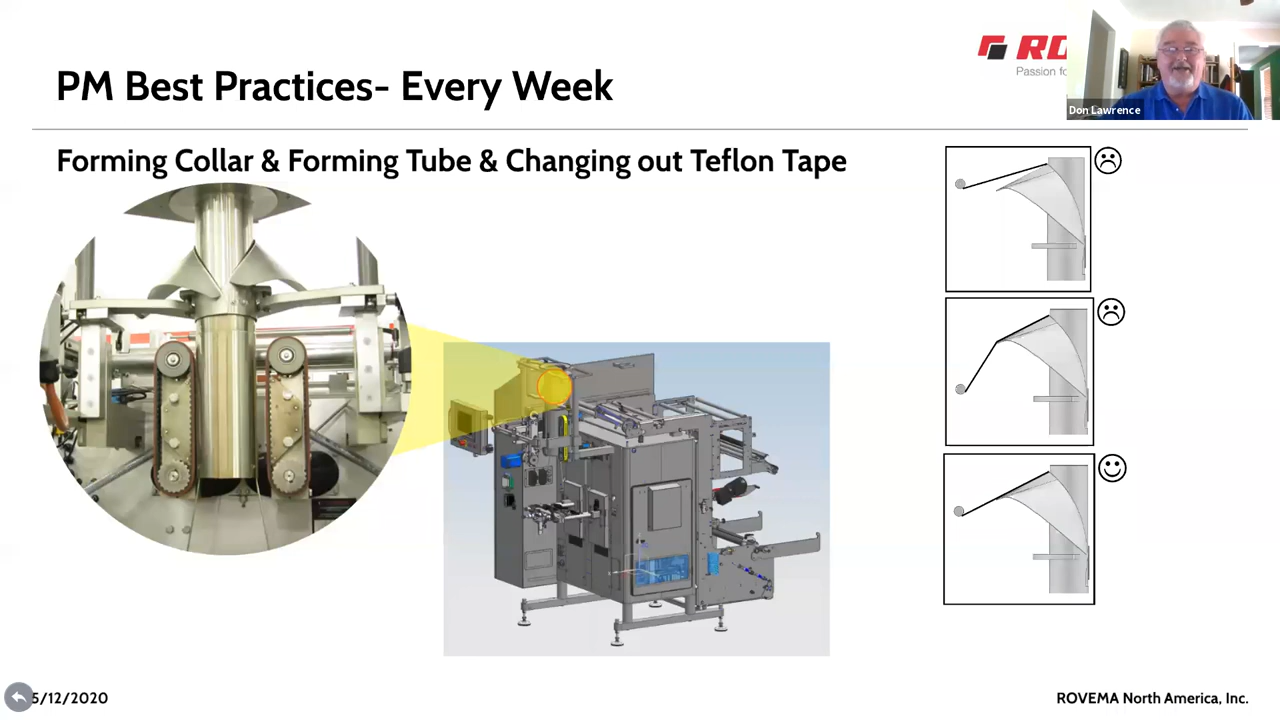 PM Best Practices- Every Week
Passion fo
Don Lawrence
Forming Collar & Forming Tube & Changing out Teflon Tape
5/12/2020
ROVEMA North America, Inc.